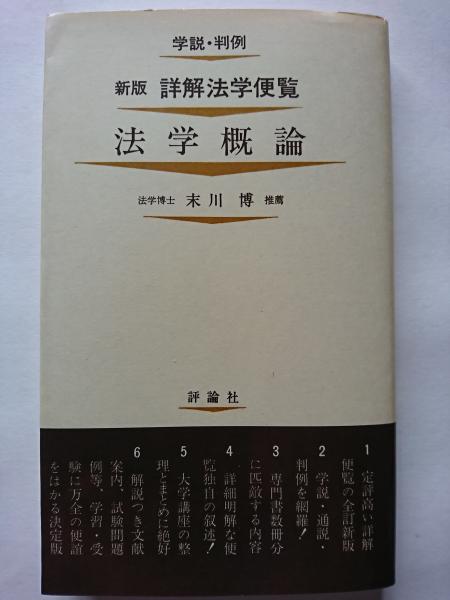 学説・判例
新版 詳解法学便覧
法学概論
法学博士 末川 博 推薦
評論社
1 定評高い詳解
便覧の全訂新版
2 学説・通説・
判例を網羅!
3 専門書数冊分
に匹敵する内容
4 詳細明解な便
覧独自の叙述!
5 大学講座の整
理とまとめに絶好
6 解説つき文献
案内、試験問題
例等、学習・受
験に万全の便誼
をはかる決定版